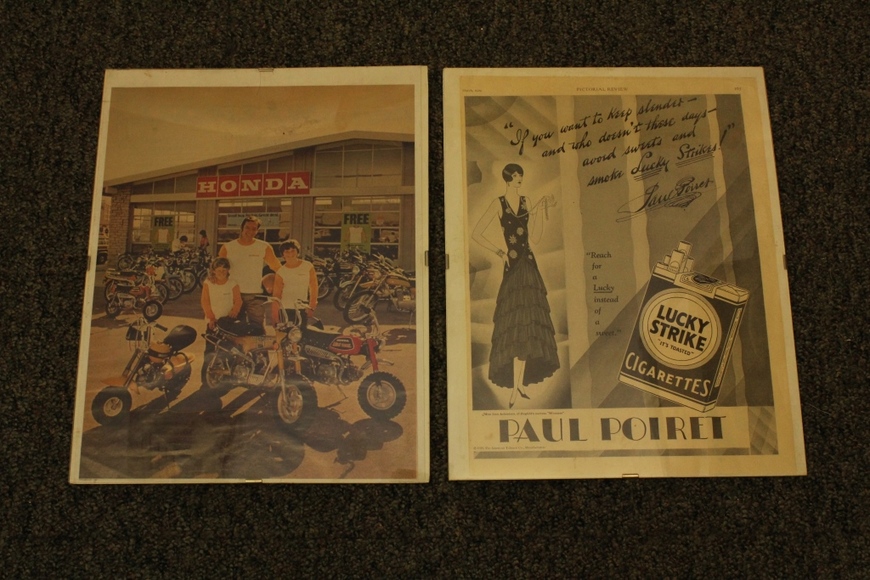 HONDA
FREE
FREE
PICTORIAL REVIEW
"If you want to keep slender—
and who doesn't these days—
avoid sweets and
smoke Lucky Strikes!"
Paul Poiret
"Reach
for
a
Lucky
instead
of
a
sweet."
LUCKY
STRIKE
"IT'S TOASTED"
CIGARETTES
PAUL POIRET